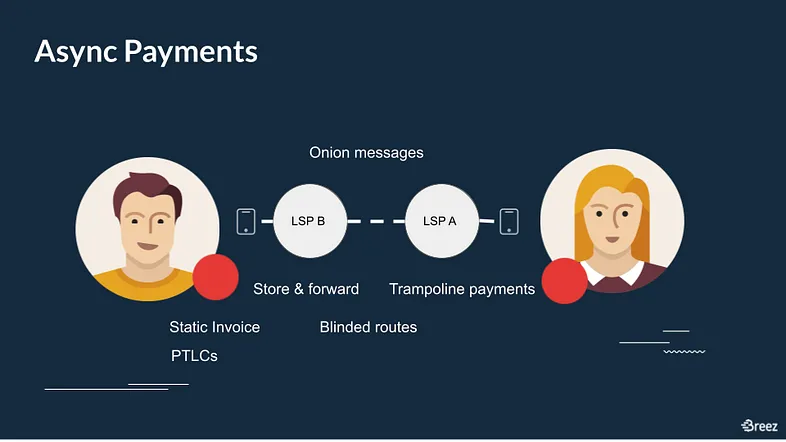 Async Payments
Onion messages
LSP B
LSP A
Store & forward
Trampoline payments
Static Invoice
Blinded routes
PTLCs
Breez